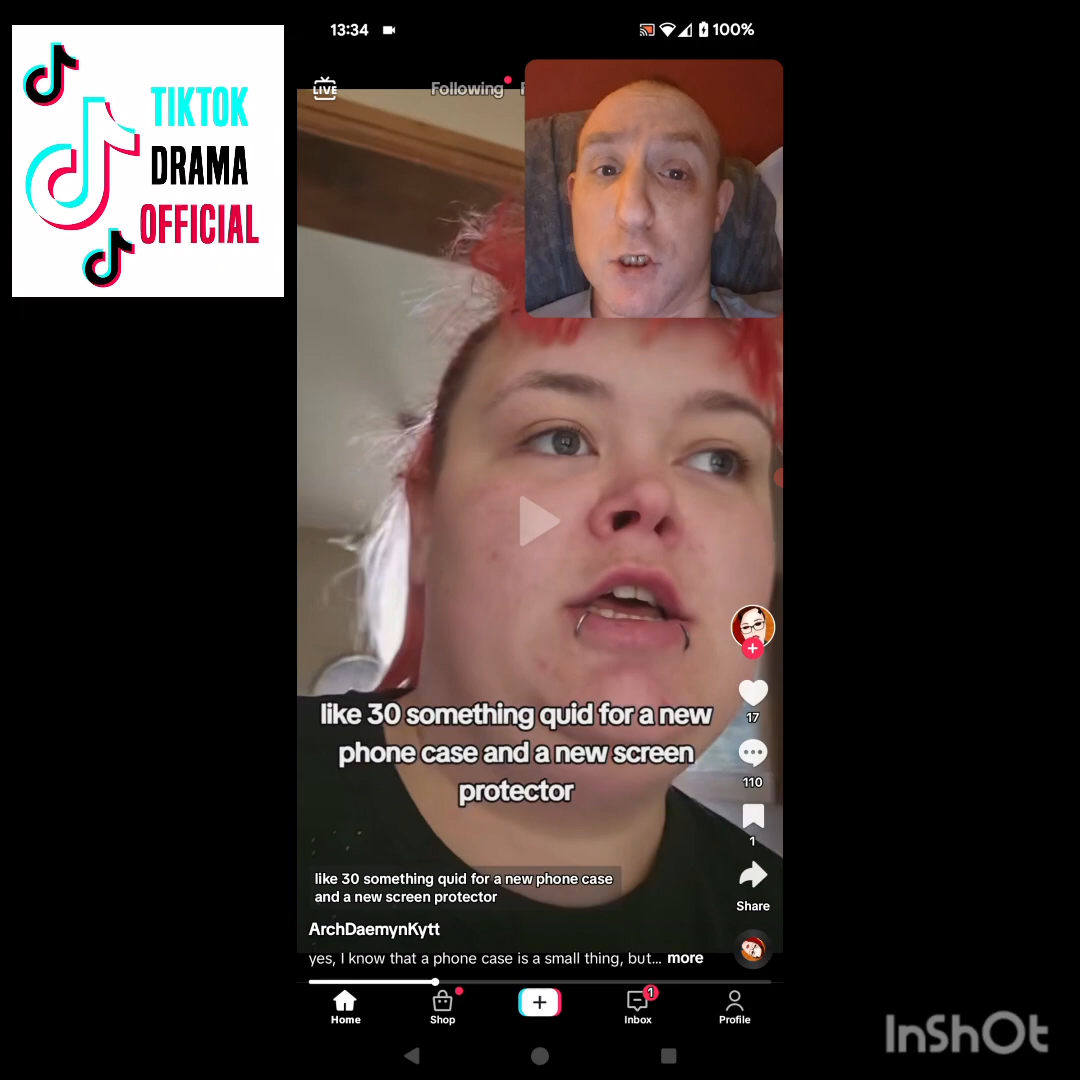 TIKTOK
DRAMA
OFFICIAL
13:34
100%
LIVE
Following
like 30 something quid for a new
phone case and a new screen
protector
17
110
1
Share
like 30 something quid for a new phone case
and a new screen protector
ArchDaemynKytt
yes, I know that a phone case is a small thing, but... more
Home
Shop
1
Inbox
Profile
InShOt